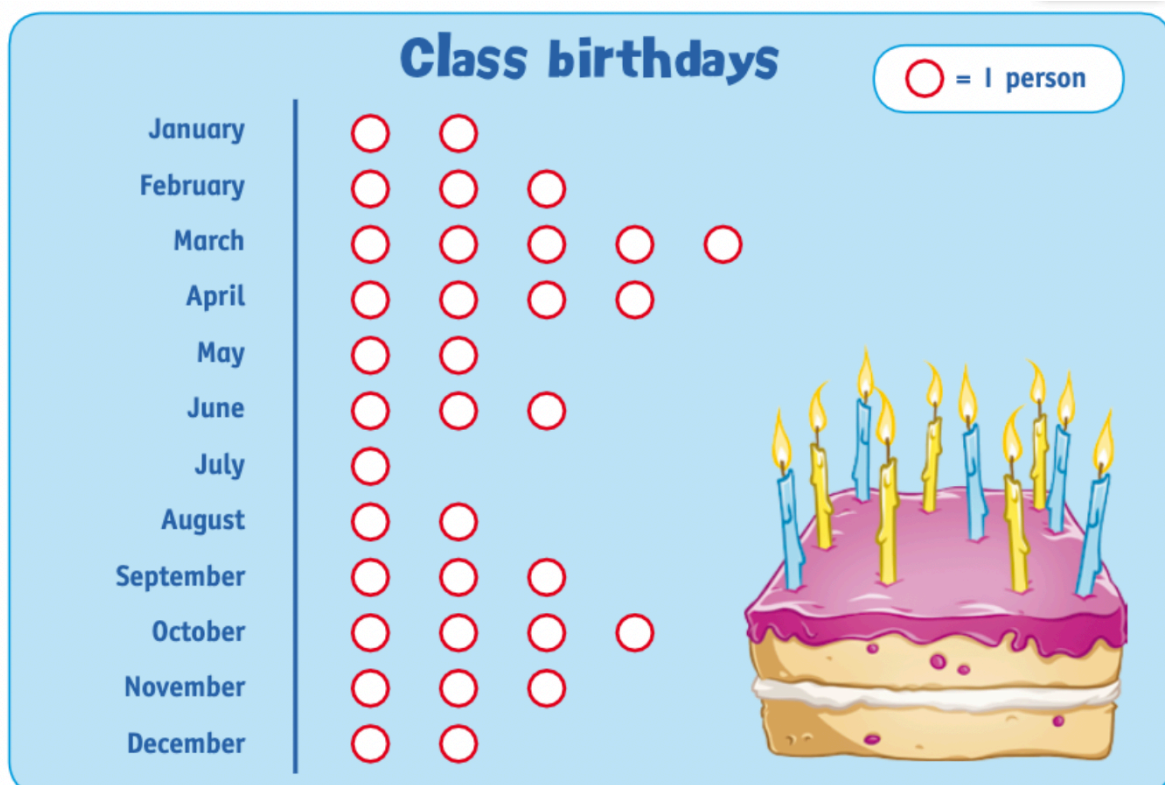 Class birthdays
= 1 person
January
February
March
April
May
June
July
August
September
October
November
December